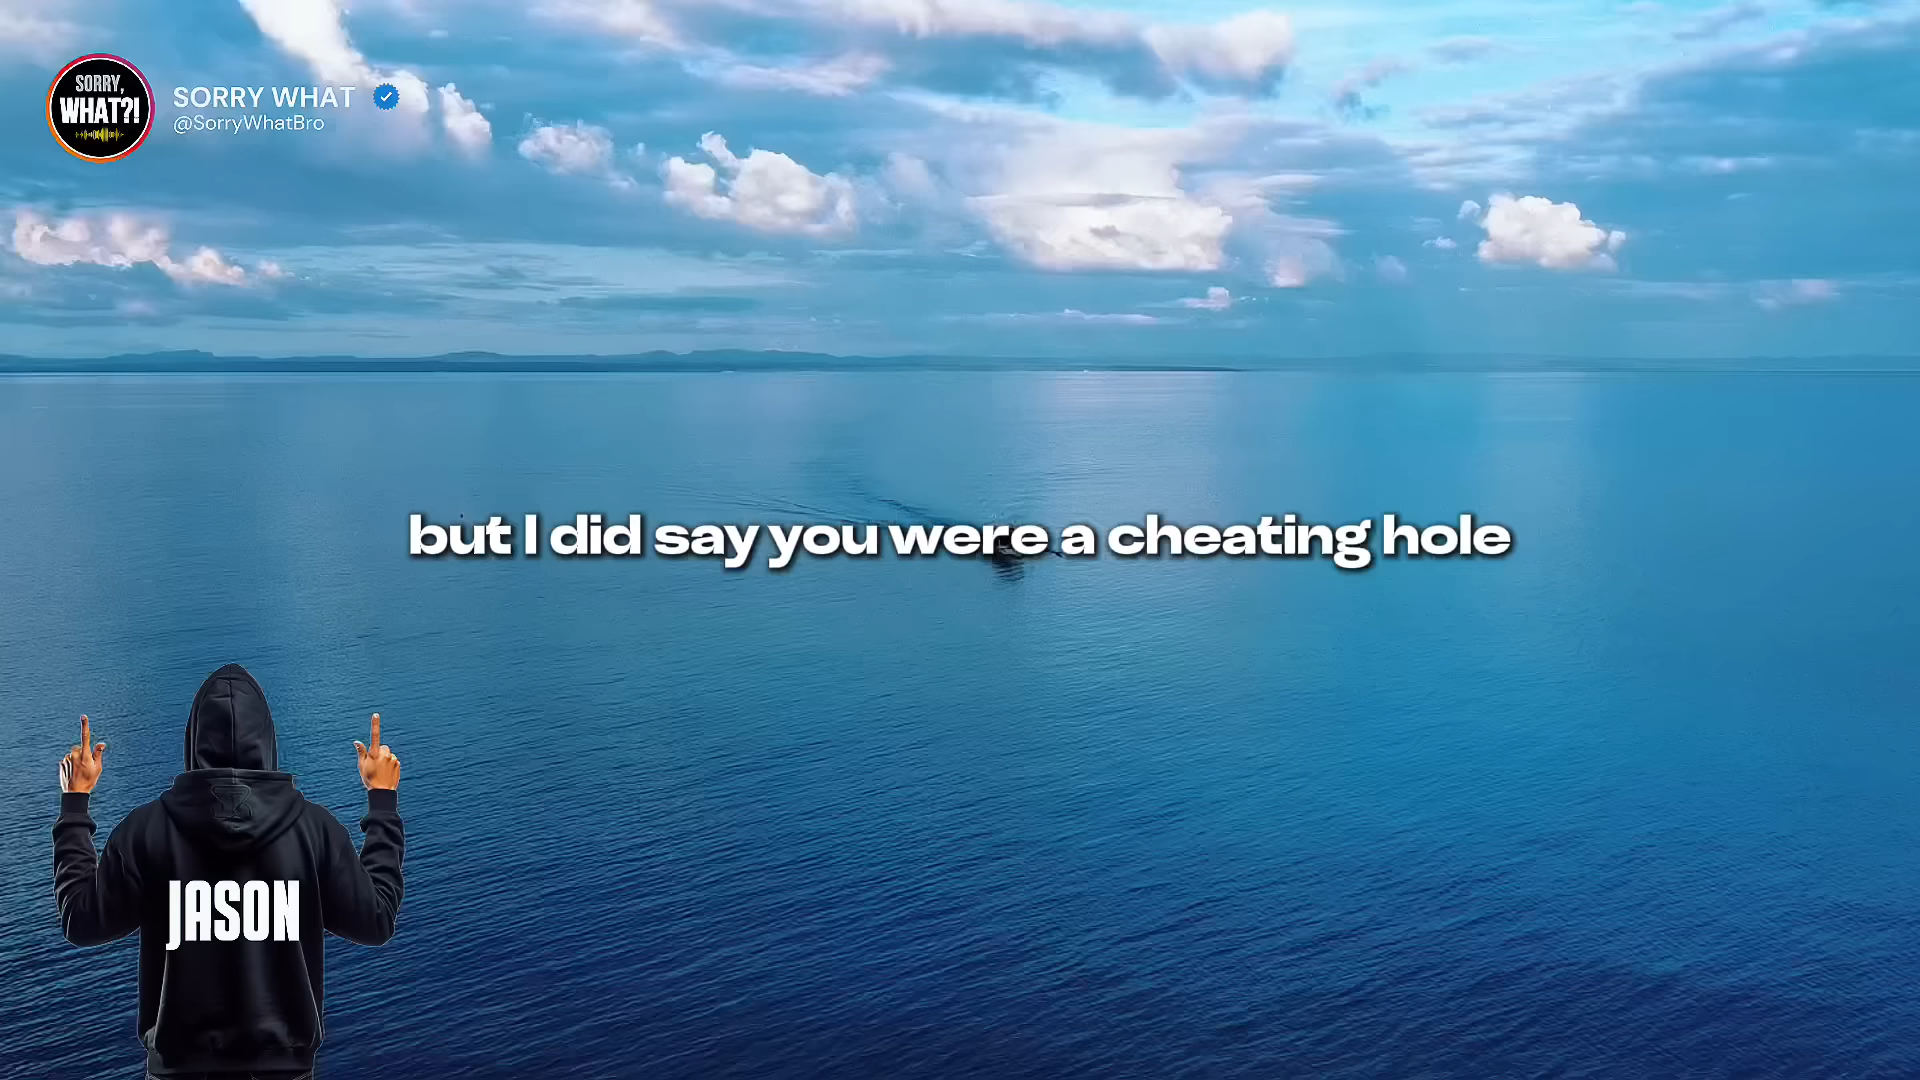 SORRY,
WHAT?!
SORRY WHAT
@SorryWhatBro
but I did say you were a cheating hole
JASON